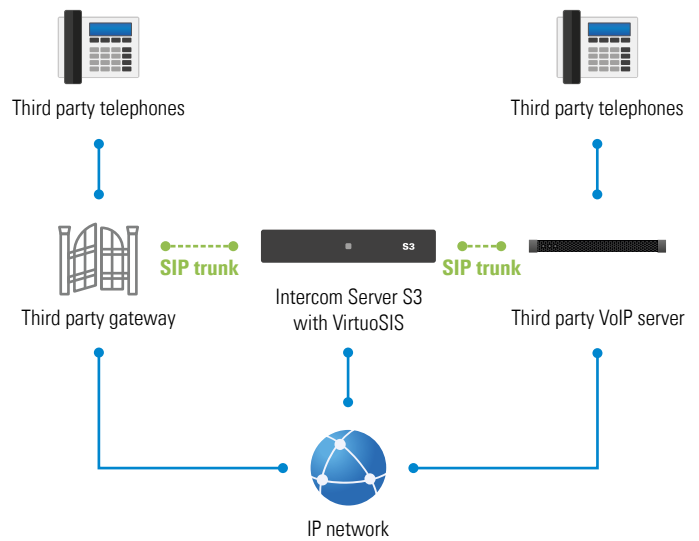 Third party telephones
Third party telephones
S3
SIP trunk
SIP trunk
Third party gateway
Intercom Server S3
with VirtuoSIS
Third party VoIP server
IP network